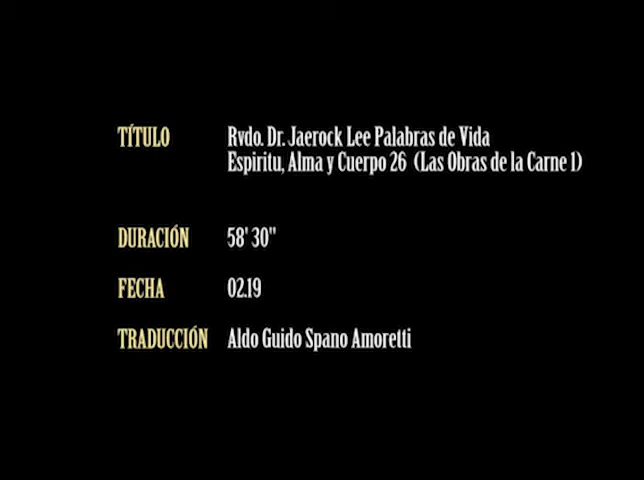 TÍTULO Rvdo. Dr. Jaerock Lee Palabras de Vida
Espiritu, Alma y Cuerpo 26 (Las Obras de la Carne 1)
DURACIÓN 58' 30"
FECHA 02.19
TRADUCCIÓN Aldo Guido Spano Amoretti